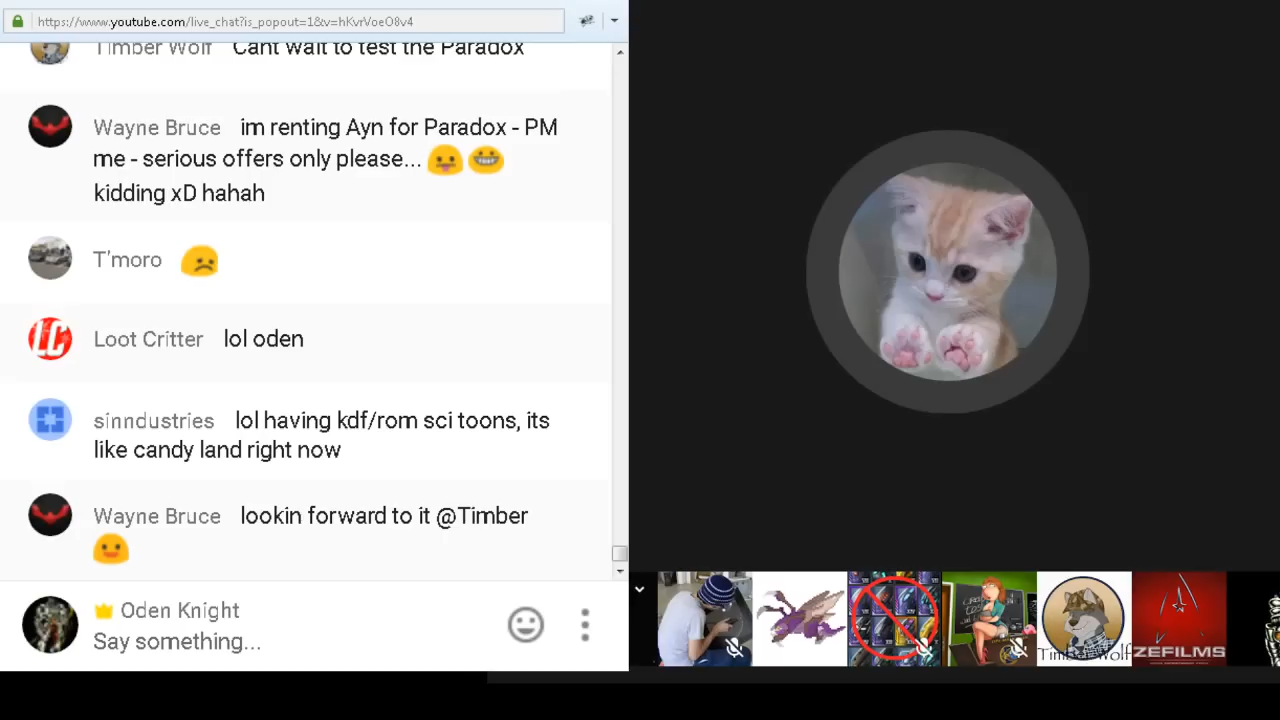 https://www.youtube.com/live_chat?is_popout=1&v=hKvrVoeO8v4
Timber Wolf Cant wait to test the Paradox
Wayne Bruce im renting Ayn for Paradox - PM
me - serious offers only please...
kidding xD hahah
T'moro
LC Loot Critter lol oden
sinndustries lol having kdf/rom sci toons, its
like candy land right now
Wayne Bruce lookin forward to it @Timber
Oden Knight
Say something...
Timber Wolf
ZEFILMS